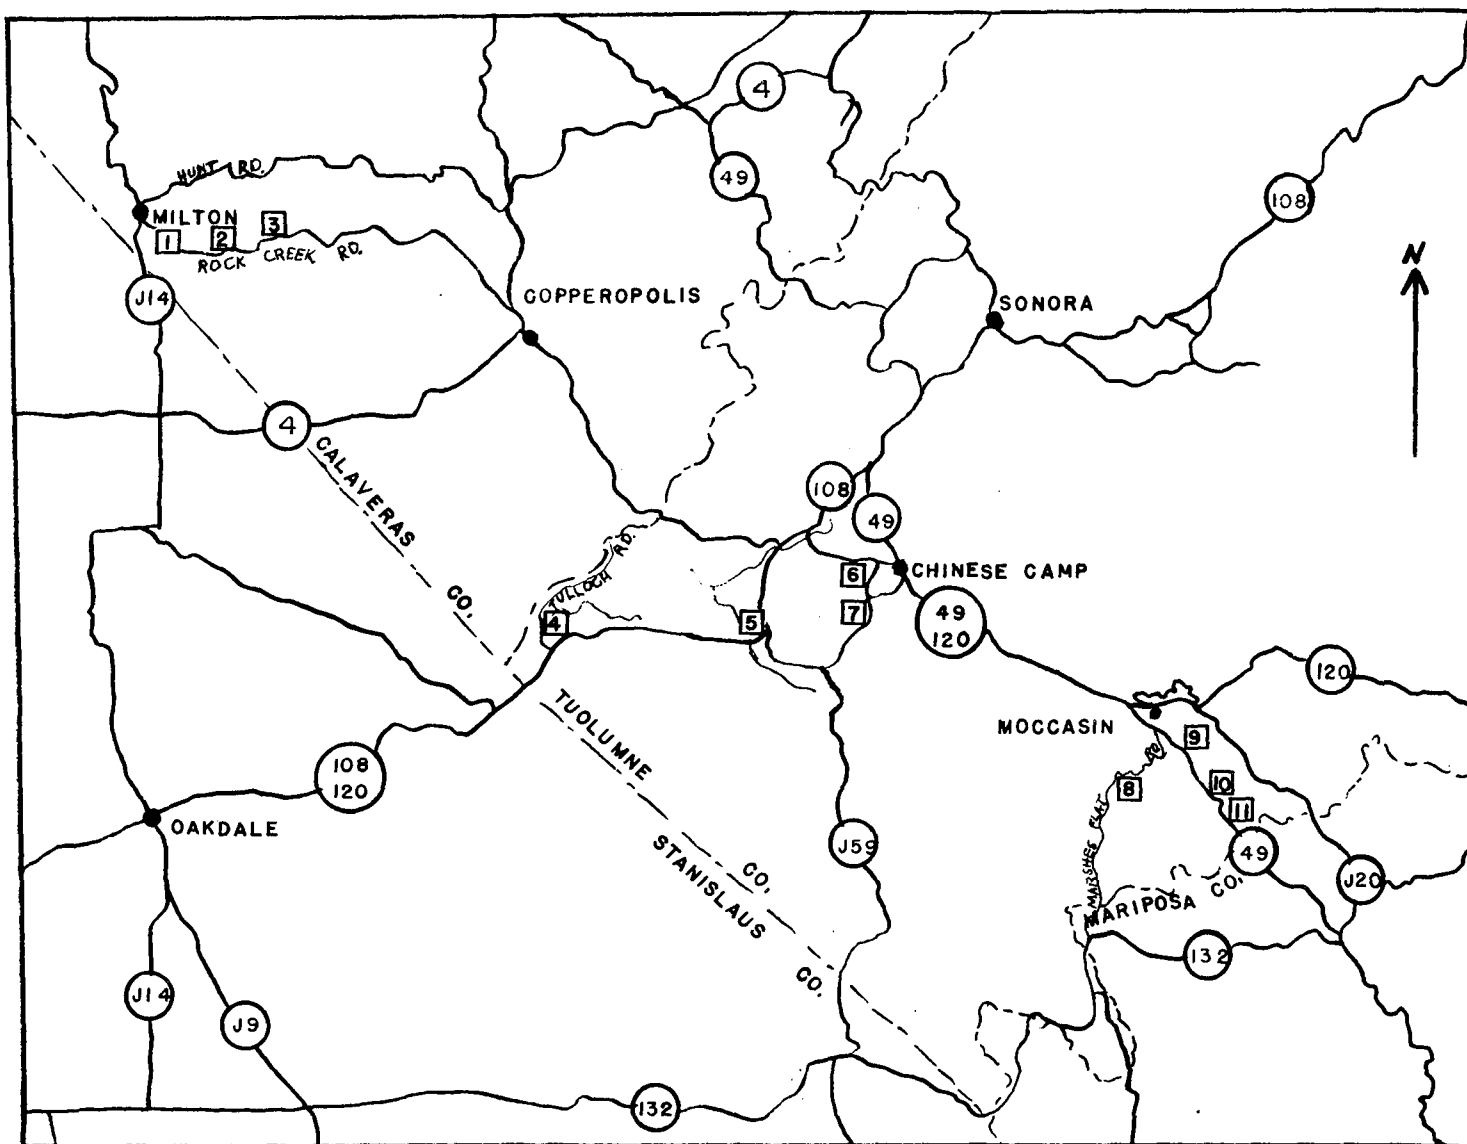 4
49
108
N
HUNT RD.
MILTON
1
2
3
ROCK CREEK RD.
J14
COPPEROPOLIS
SONORA
4
CALAVERAS CO.
108
49
TULLOCH RD.
4
5
6
7
CHINESE CAMP
49
120
120
MOCCASIN
9
8
10
11
MARSHES FLAT RD.
49
J20
MARIPOSA CO.
132
TUOLUMNE CO.
STANISLAUS CO.
108
120
OAKDALE
J59
J14
J9
132